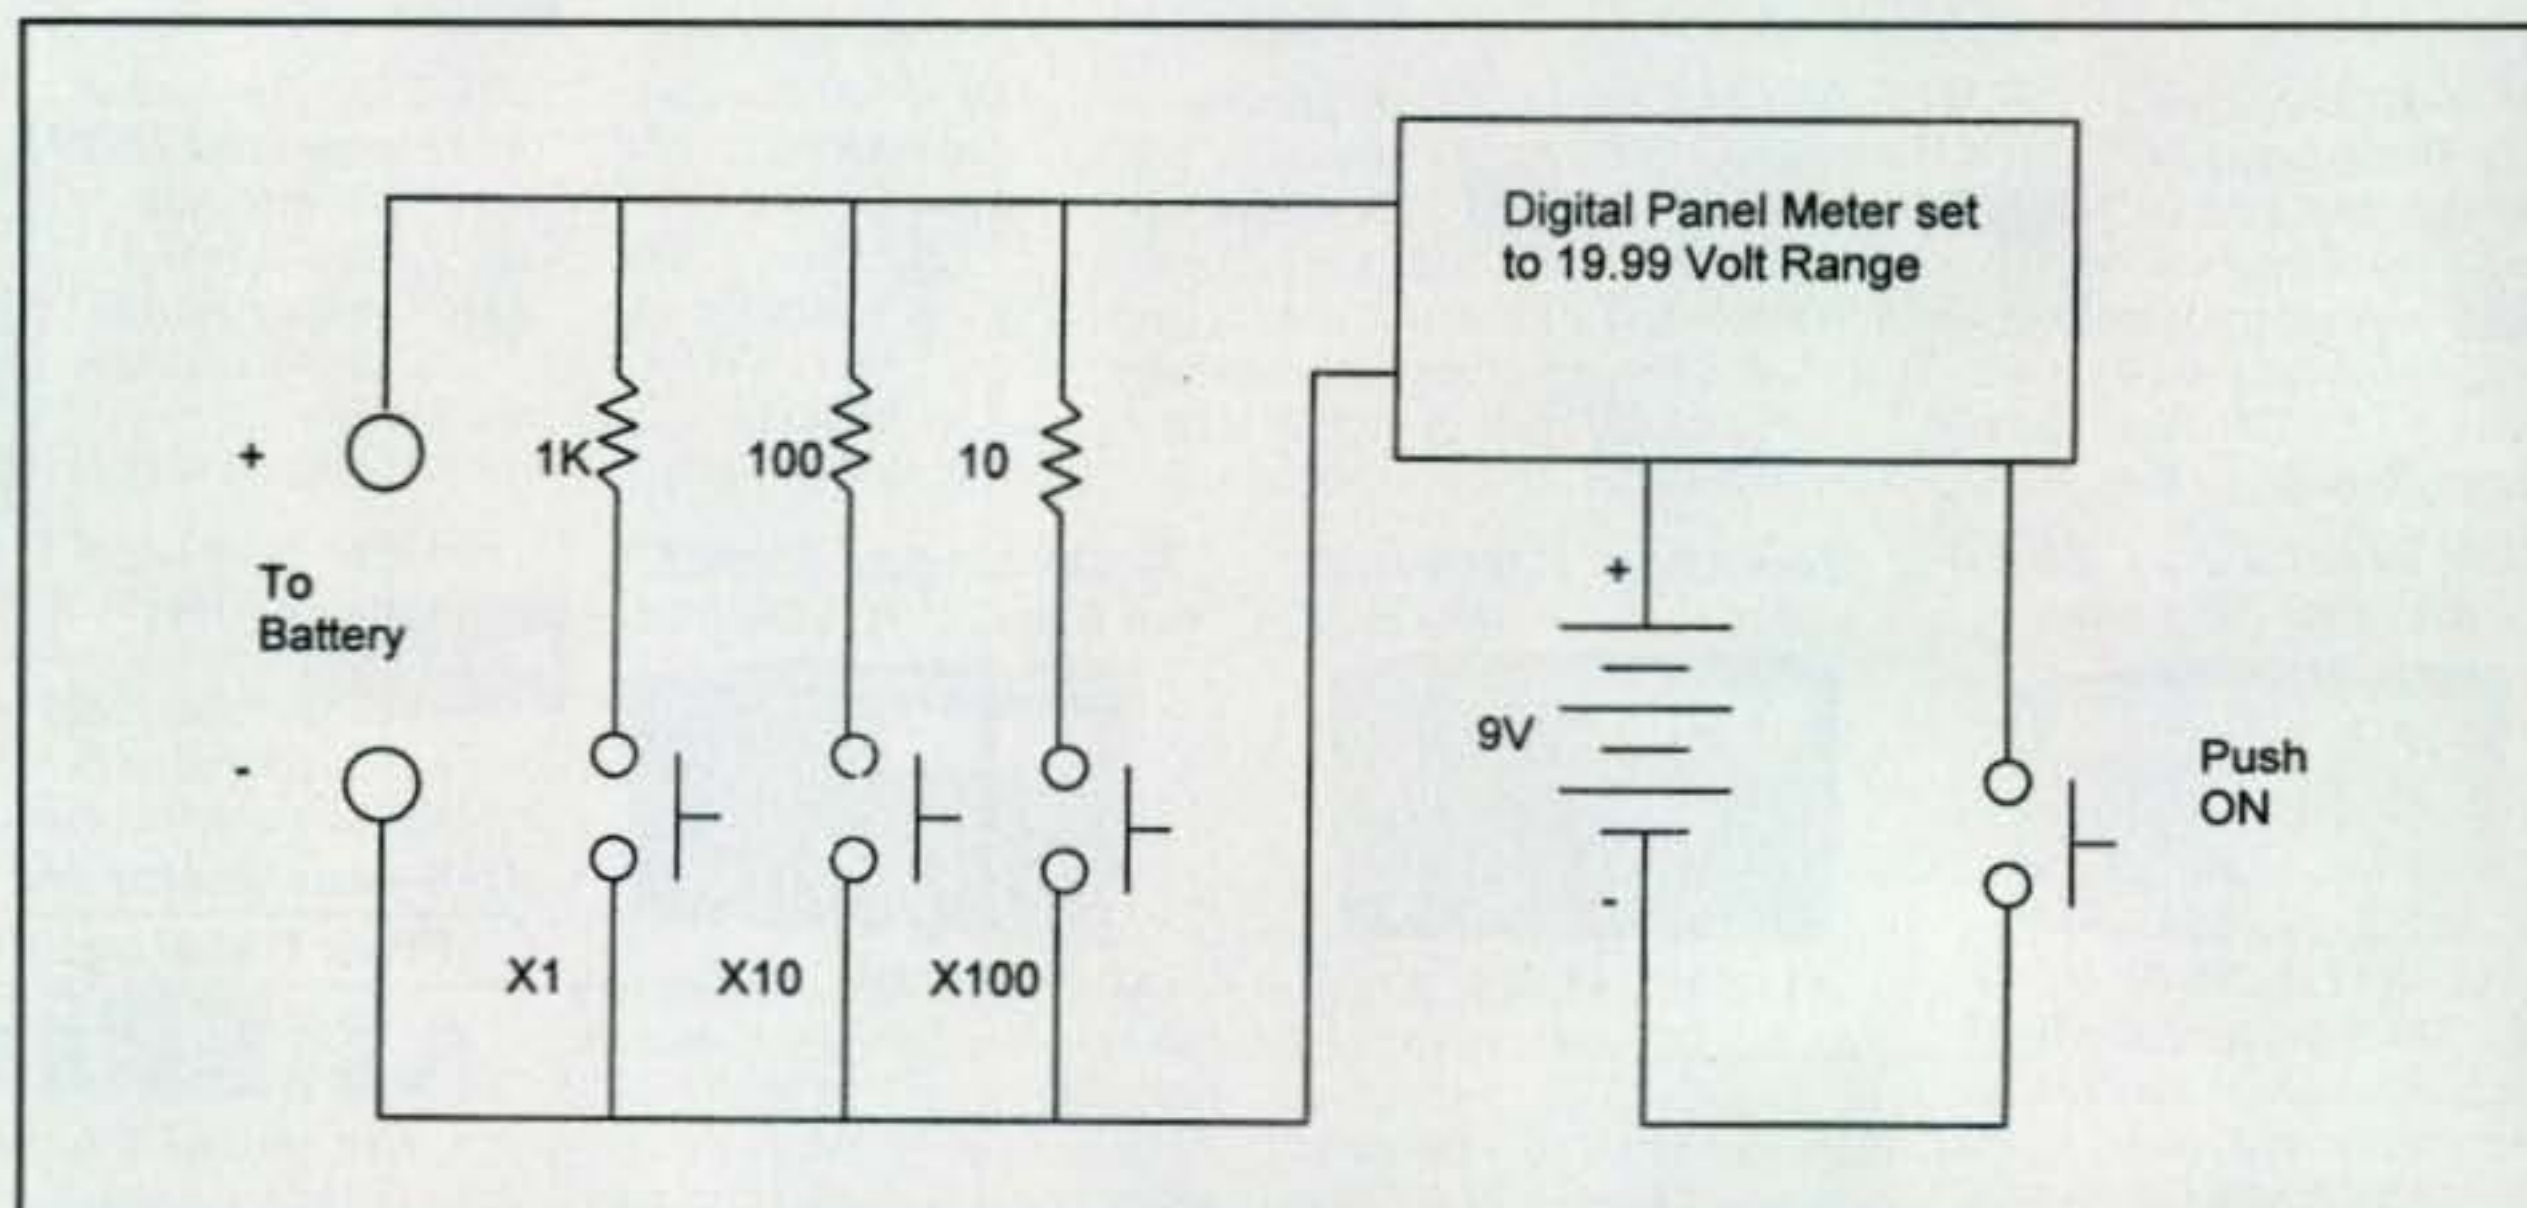 Digital Panel Meter set
to 19.99 Volt Range
+
1K
100
10
To
Battery
-
X1
X10
X100
+
9V
-
Push
ON